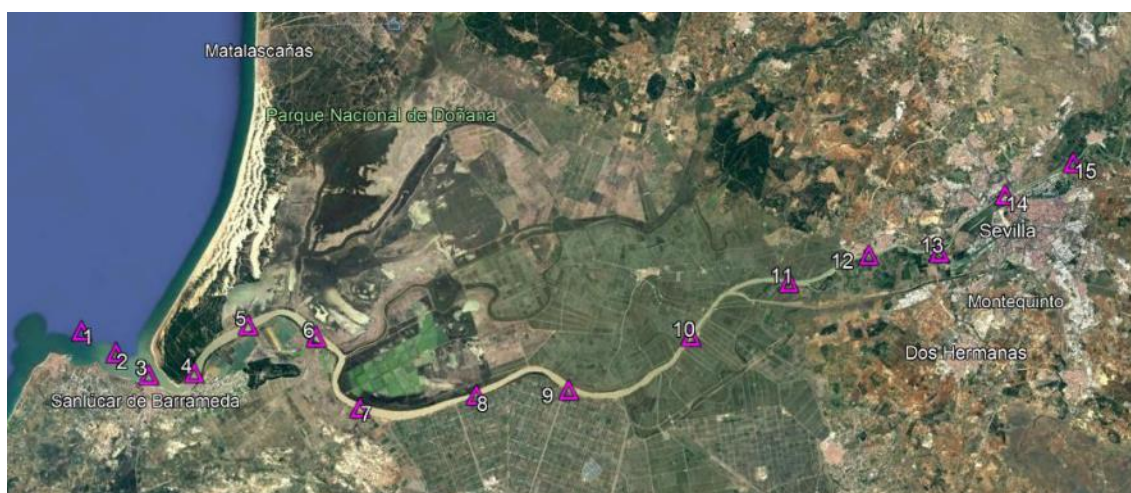 Matalascañas
Parque Nacional de Doñana
15
14
Sevilla
13
12
11
Montequinto
1
5
6
10
Dos Hermanas
2
3
4
Sanlúcar de Barrameda
8
9
7